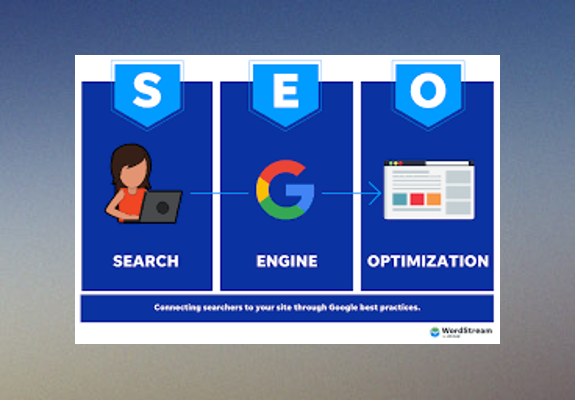 S E O
SEARCH ENGINE OPTIMIZATION
Connecting searchers to your site through Google best practices.
WordStream